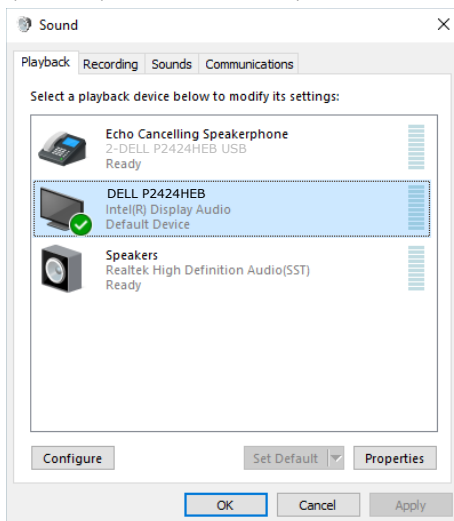 Sound
Playback Recording Sounds Communications
Select a playback device below to modify its settings:
Echo Cancelling Speakerphone
2-DELL P2424HEB USB
Ready
DELL P2424HEB
Intel(R) Display Audio
Default Device
Speakers
Realtek High Definition Audio(SST)
Ready
Configure Set Default Properties
OK Cancel Apply